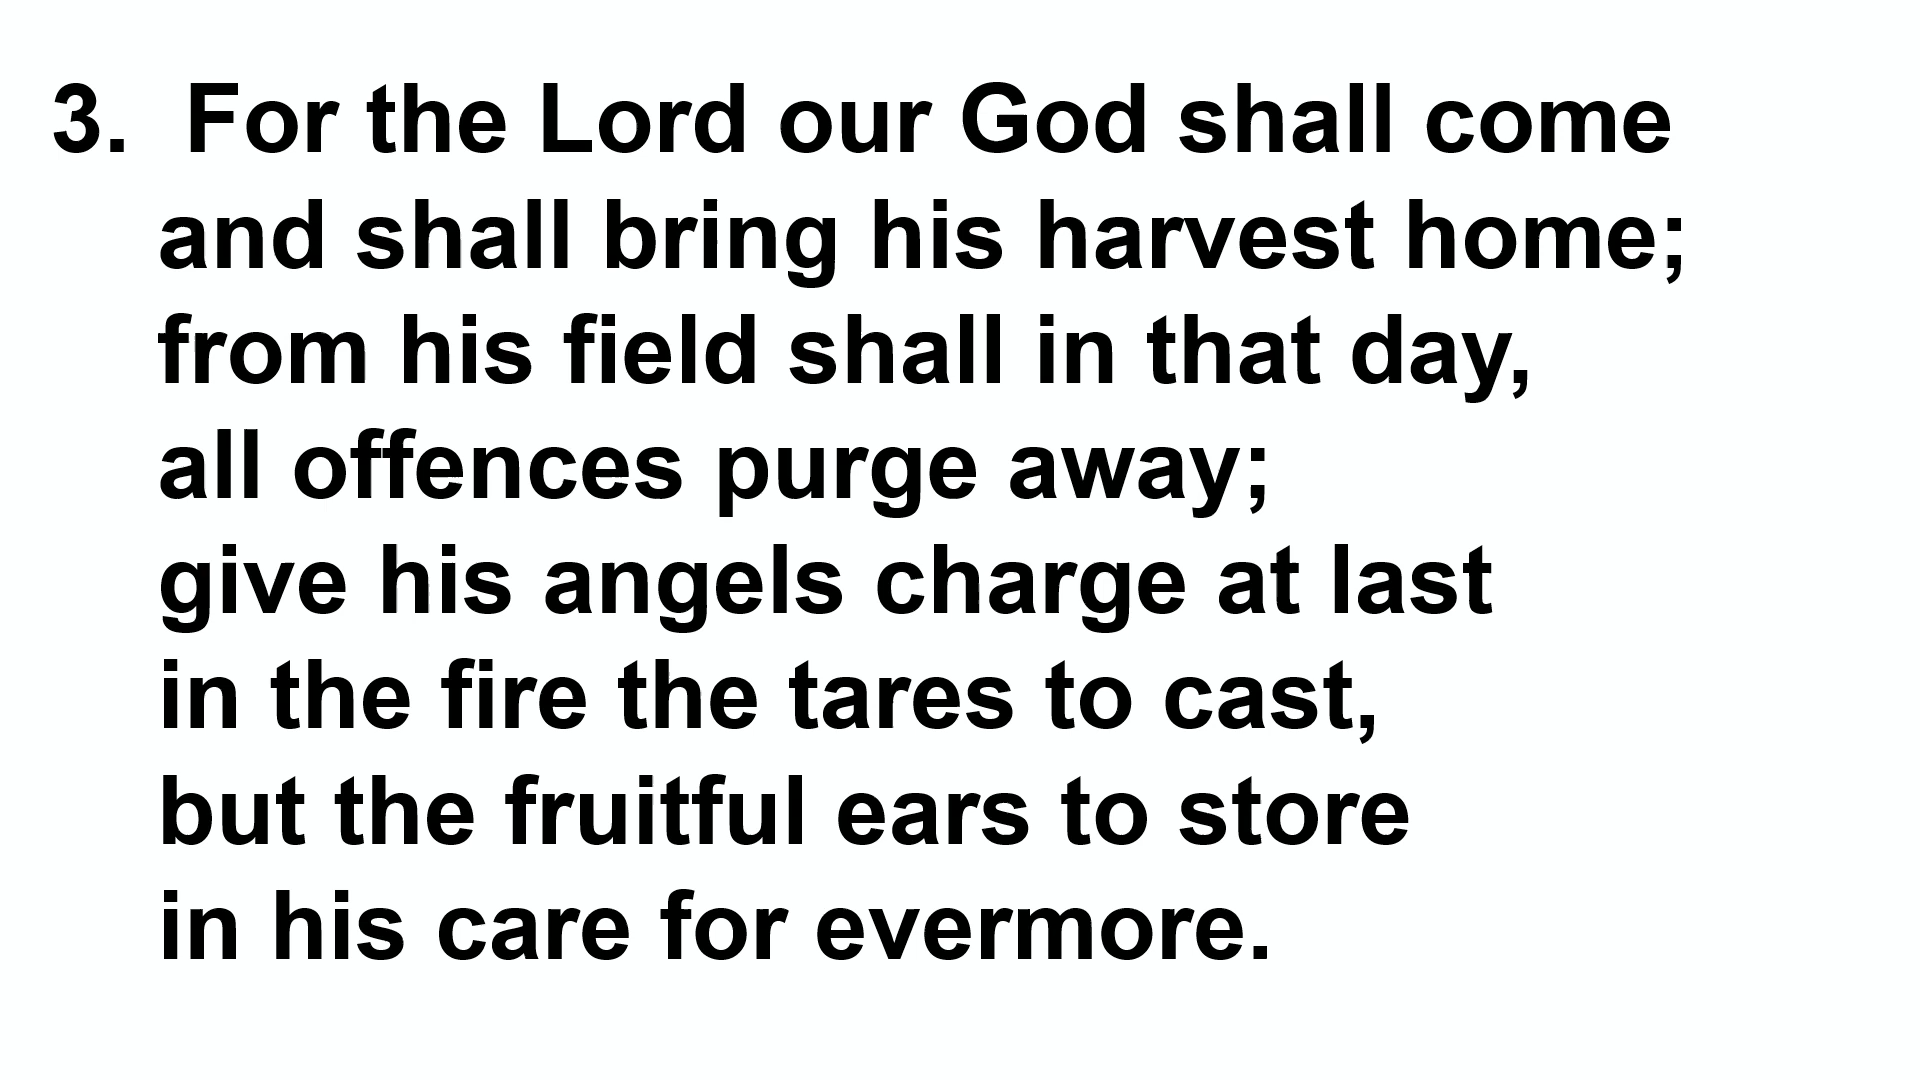 3. For the Lord our God shall come
and shall bring his harvest home;
from his field shall in that day,
all offences purge away;
give his angels charge at last
in the fire the tares to cast,
but the fruitful ears to store
in his care for evermore.